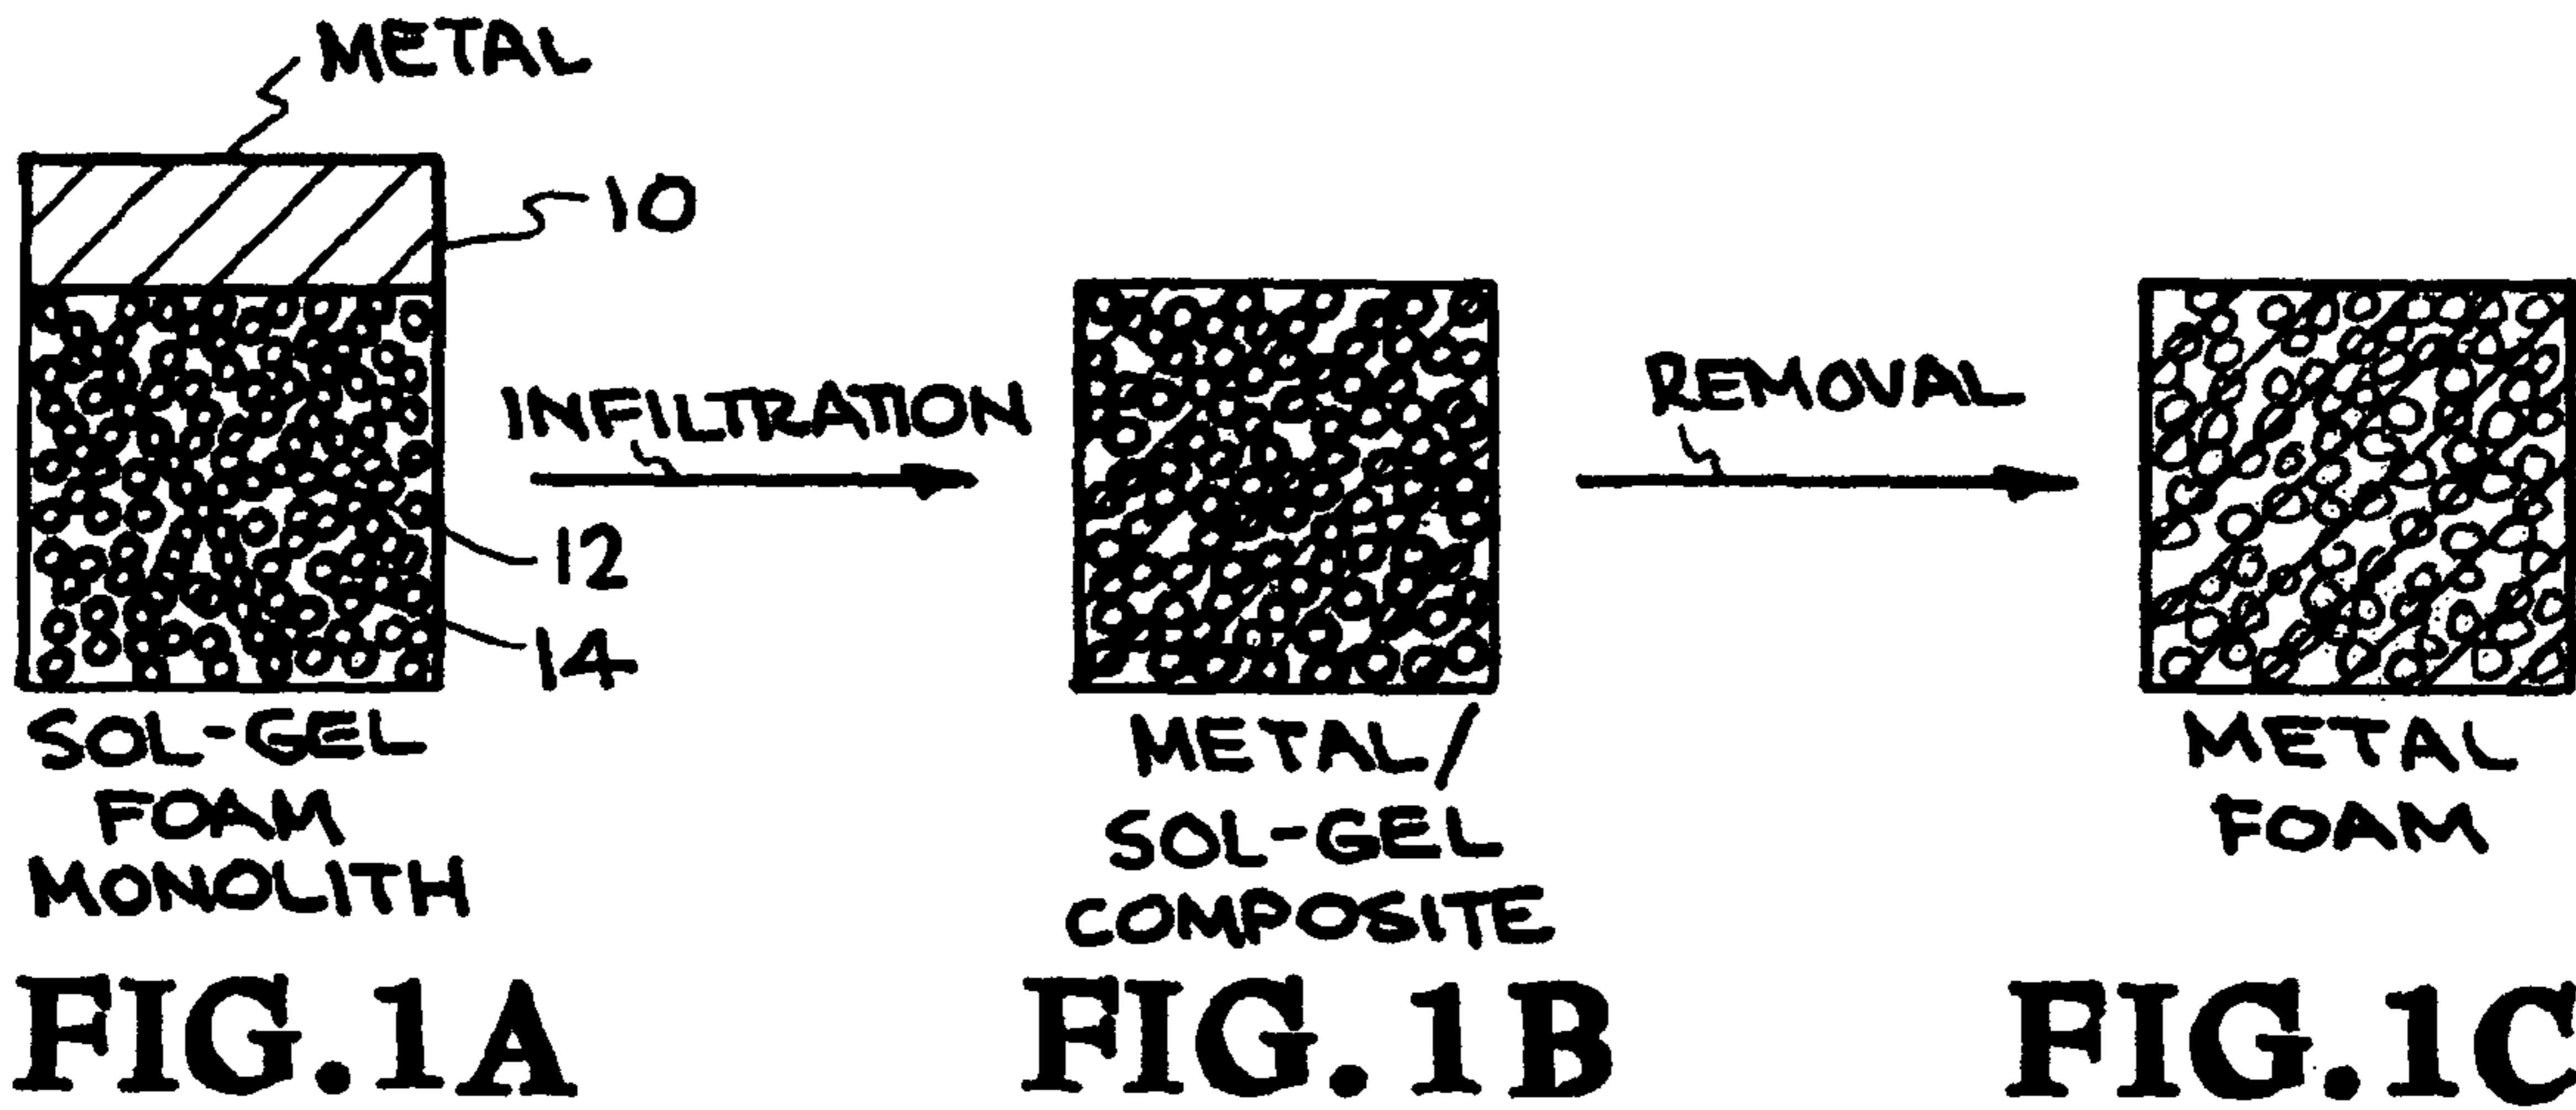 METAL
10
INFILTRATION
REMOVAL
12
14
SOL-GEL
FOAM
MONOLITH
METAL/
SOL-GEL
COMPOSITE
METAL
FOAM
FIG.1A
FIG.1B
FIG.1C